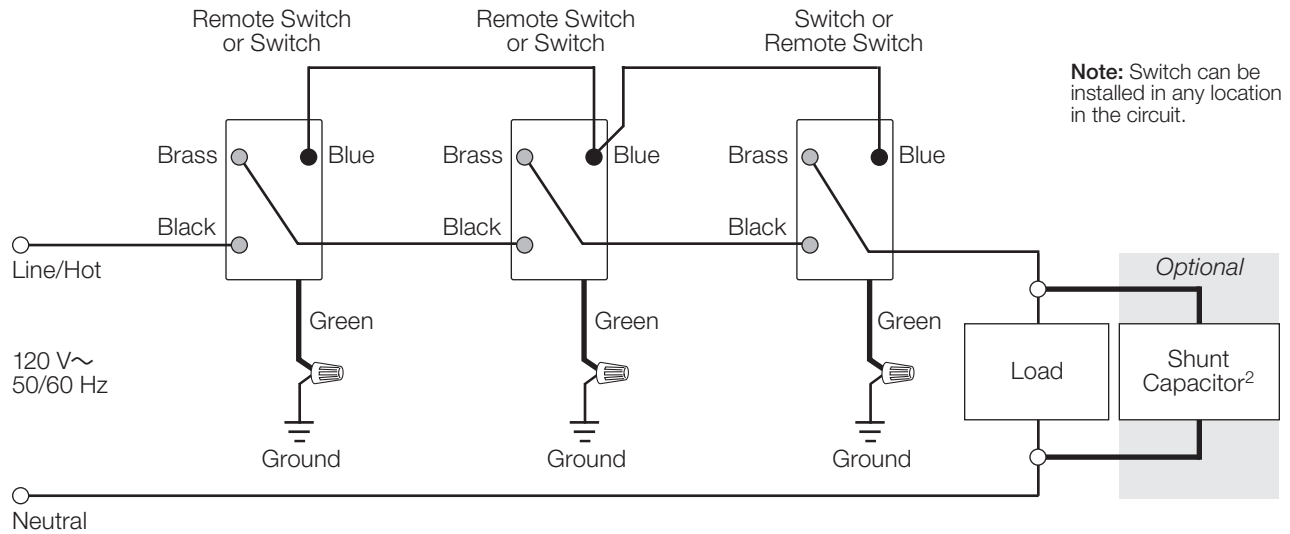 Remote Switch
or Switch
Remote Switch
or Switch
Switch or
Remote Switch
Note: Switch can be
installed in any location
in the circuit.
Brass
Blue
Brass
Blue
Brass
Blue
Black
Black
Black
Line/Hot
Optional
Green
Green
Green
120 V~
50/60 Hz
Load
Shunt
Capacitor²
Ground
Ground
Ground
Neutral